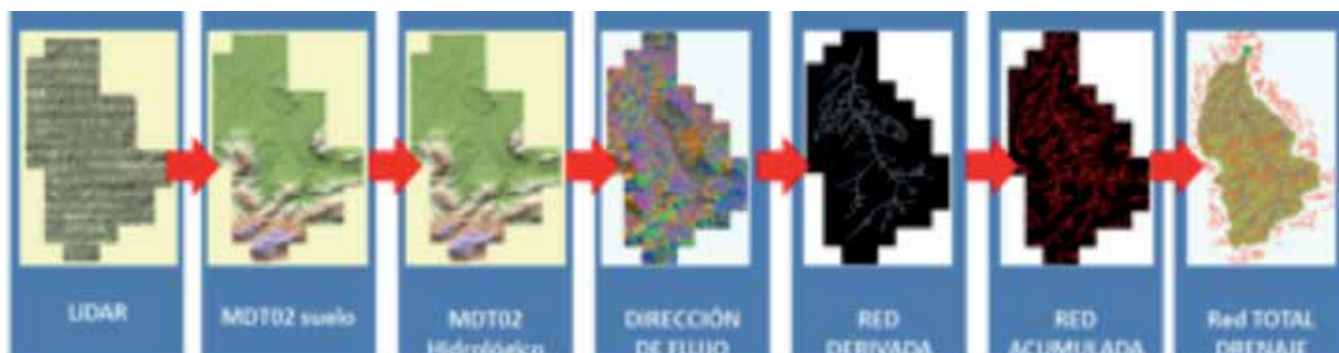 LIDAR
MDT02 suelo
MDT02
Hidrológico
DIRECCIÓN
DE FLUJO
RED
DERIVADA
RED
ACUMULADA
Red TOTAL
DRENAJE